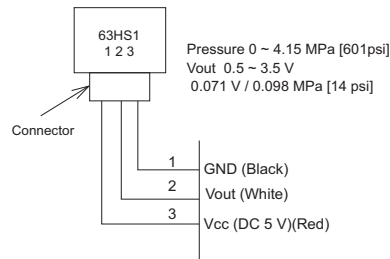 63HS1
1 2 3
Pressure 0 ~ 4.15 MPa [601psi]
Vout 0.5 ~ 3.5 V
0.071 V / 0.098 MPa [14 psi]
Connector
1 GND (Black)
2 Vout (White)
3 Vcc (DC 5 V)(Red)